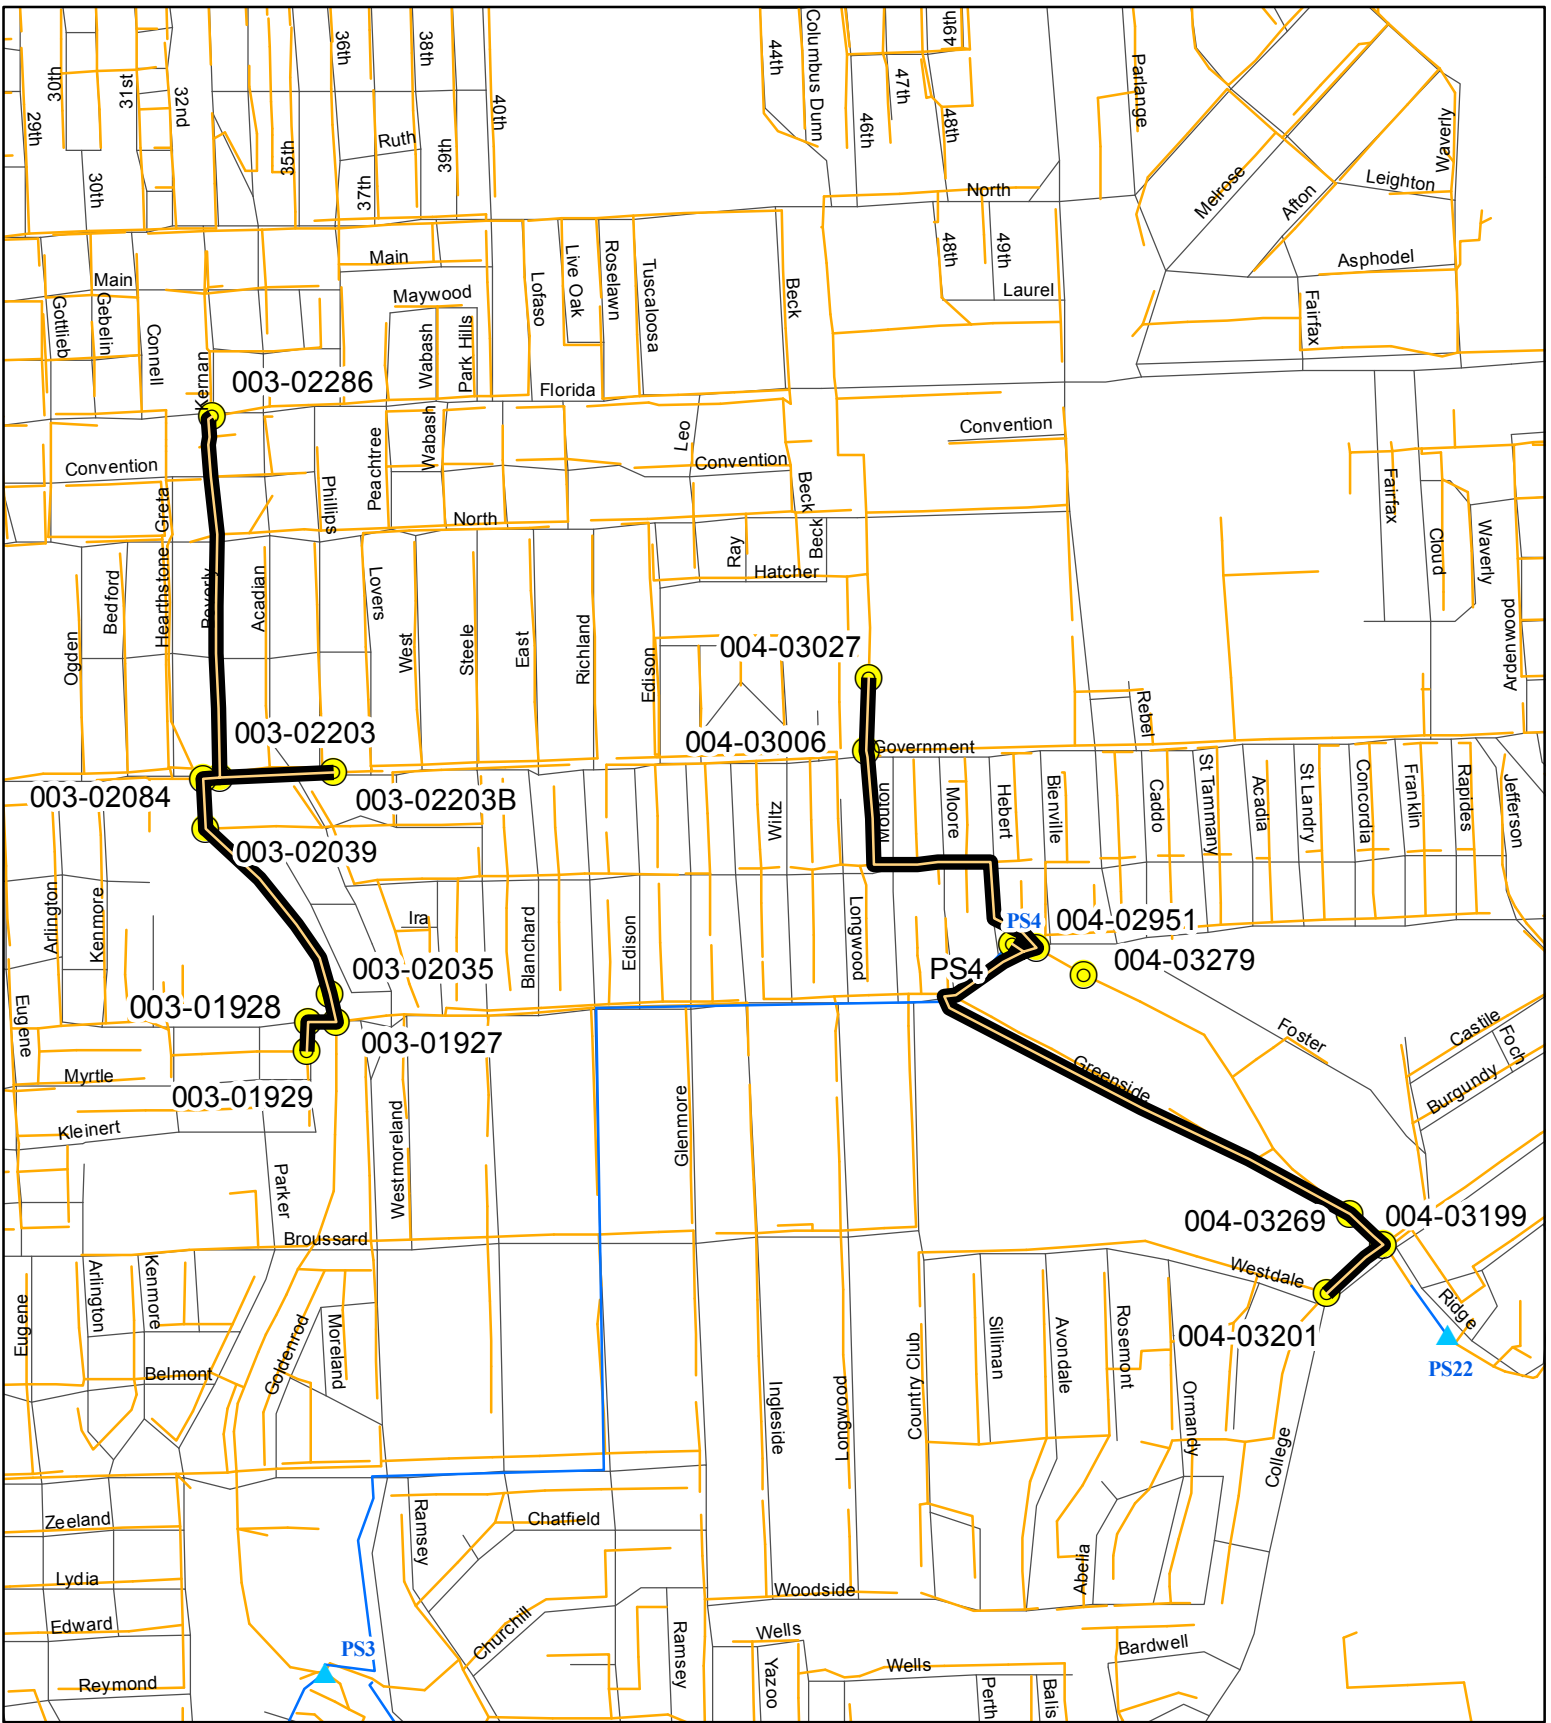 36th
38th
Columbus Dunn
46th
44th
30th
31st
32nd
47th
Parlange
40th
29th
Ruth
39th
46th
48th
Waverly
35th
37th
30th
Leighton
North
Melrose
Afton
48th
49th
Main
Live Oak
Roselawn
Tuscaloosa
Asphodel
Main
Maywood
Lofaso
Beck
Laurel
Gottlieb
Gebelin
Connell
Wabash
Park Hills
Fairfax
Kernan
003-02286
Florida
Peachtree
Wabash
Leo
Convention
Convention
Convention
Phillips
Greta
Beck
Fairfax
North
Beck
Ray
Cloud
Waverly
Hearthstone
Hatcher
Bedford
Beverly
Acadian
Lovers
Ogden
West
Steele
East
Richland
Edison
Ardenwood
004-03027
Rebel
003-02203
004-03006
Government
003-02084
003-02203B
Wiltz
Mouton
Moore
Hebert
Bienville
Caddo
St Tammany
Acadia
St Landry
Concordia
Franklin
Rapides
Jefferson
003-02039
Arlington
Kenmore
Ira
Blanchard
Edison
Longwood
PS4
004-02951
003-02035
PS4
004-03279
003-01928
Eugene
003-01927
Foster
Castile
Foch
Myrtle
Greenside
Burgundy
003-01929
Kleinert
Glenmore
Westmoreland
Parker
004-03269
004-03199
Broussard
Arlington
Kenmore
Westdale
Eugene
Goldenrod
Moreland
Silliman
Avondale
Rosemont
Ridge
004-03201
Belmont
PS22
Ingleside
Longwood
Country Club
Ormandy
College
Zeeland
Ramsey
Chatfield
Lydia
Abelia
Woodside
Edward
Churchill
Ramsey
Wells
PS3
Bardwell
Wells
Reymond
Yazoo
Perth
Balis